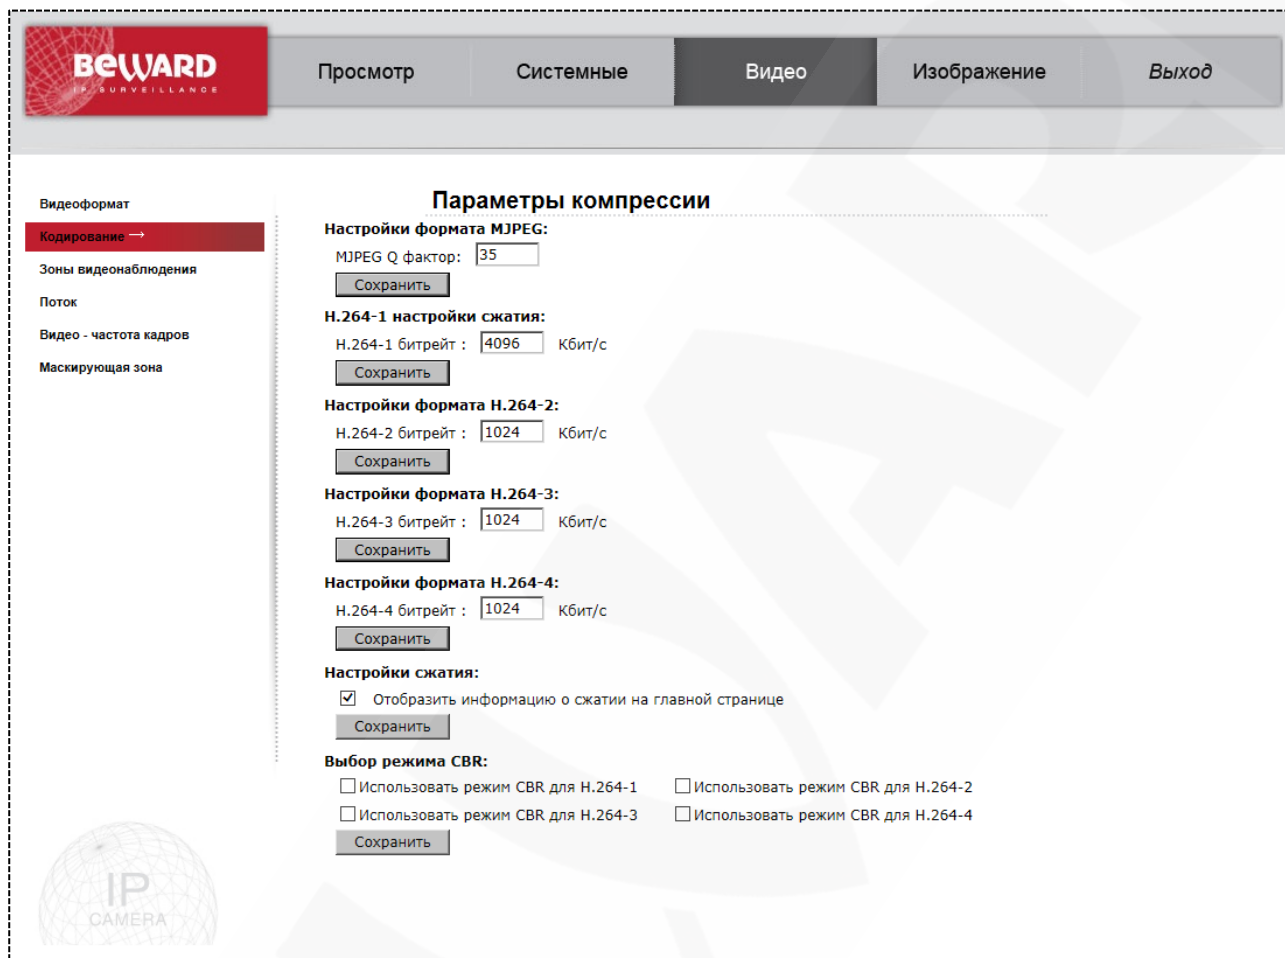 BEWARD
IP SURVEILLANCE
Просмотр Системные Видео Изображение Выход
Видеоформат
Кодирование →
Зоны видеонаблюдения
Поток
Видео - частота кадров
Маскирующая зона
Параметры компрессии
Настройки формата MJPEG:
MJPEG Q фактор: 35
Сохранить
H.264-1 настройки сжатия:
H.264-1 битрейт : 4096 Кбит/с
Сохранить
Настройки формата H.264-2:
H.264-2 битрейт : 1024 Кбит/с
Сохранить
Настройки формата H.264-3:
H.264-3 битрейт : 1024 Кбит/с
Сохранить
Настройки формата H.264-4:
H.264-4 битрейт : 1024 Кбит/с
Сохранить
Настройки сжатия:
Отобразить информацию о сжатии на главной странице
Сохранить
Выбор режима CBR:
Использовать режим CBR для H.264-1 Использовать режим CBR для H.264-2
Использовать режим CBR для H.264-3 Использовать режим CBR для H.264-4
Сохранить
IP
CAMERA